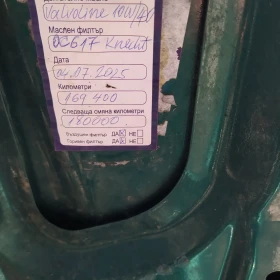 Valvoline 10W/40
Маслен филтър
OC617 Knecht
Дата
04.07.2025
Километри
169 400
Следваща смяна километри
180000
Въздушен филтър ДА☒ НЕ☐
Горивен филтър ДА☒ НЕ☐